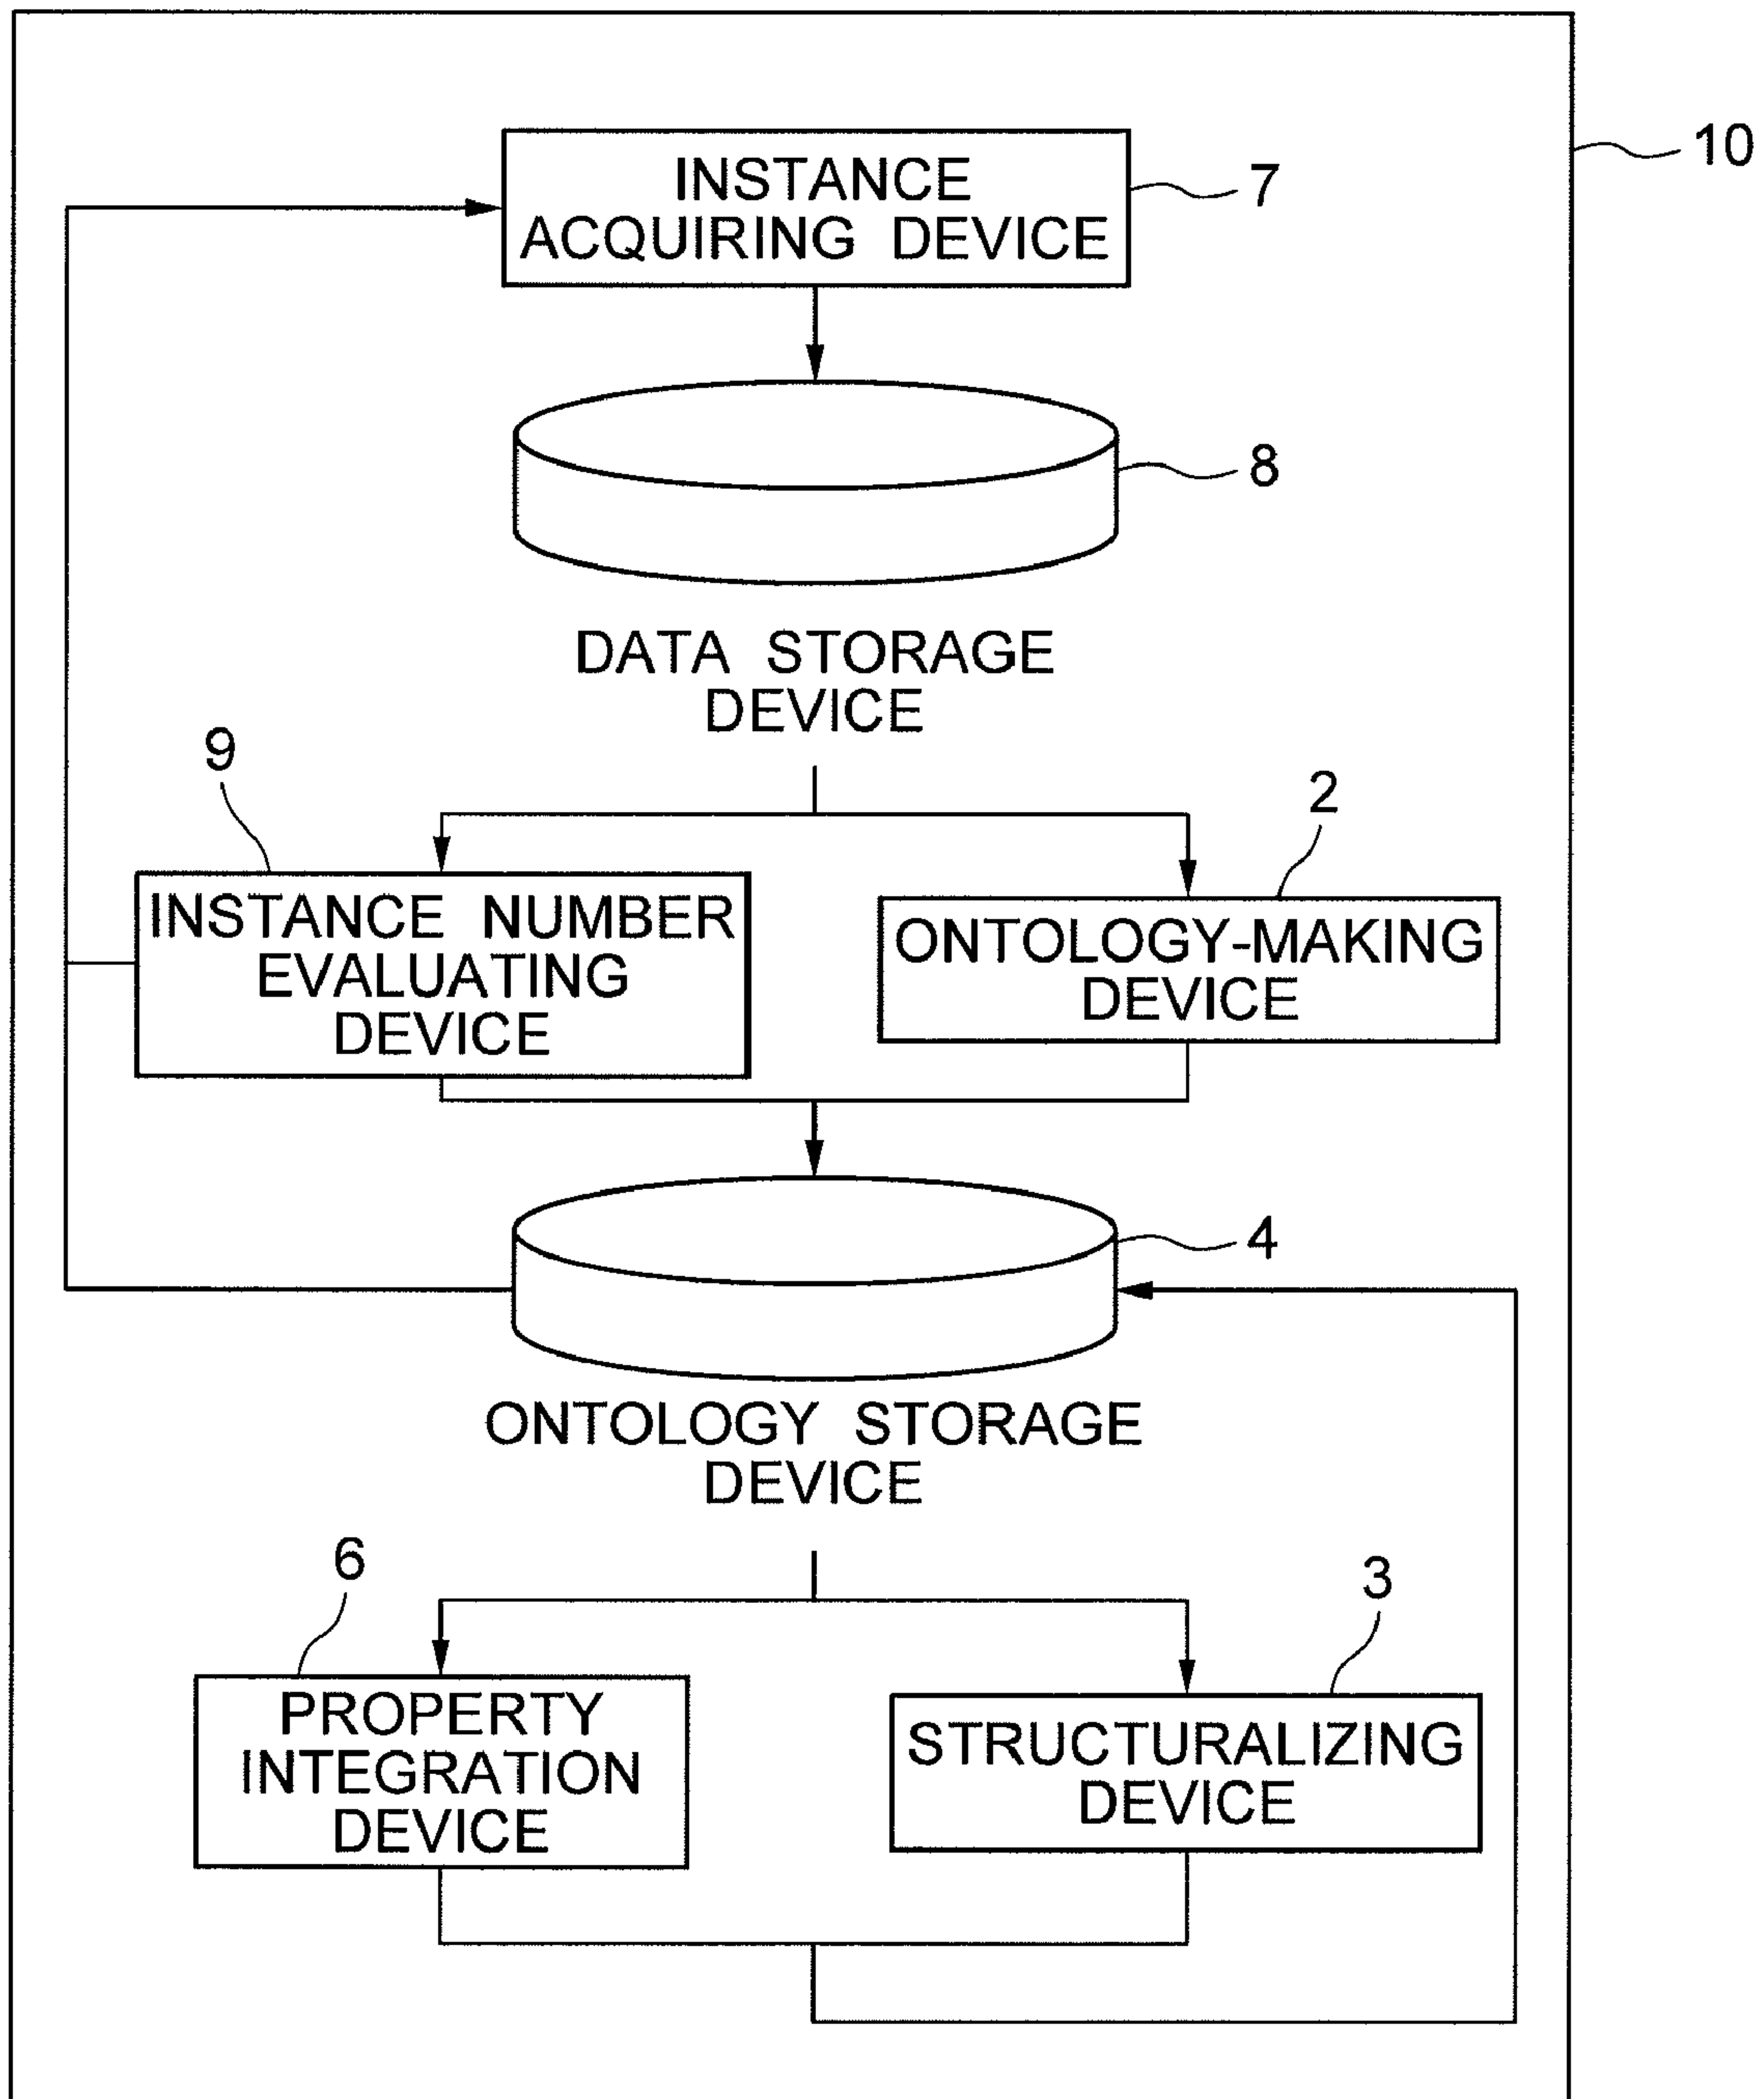 10
INSTANCE
ACQUIRING DEVICE
7
8
DATA STORAGE
DEVICE
9
2
INSTANCE NUMBER
EVALUATING
DEVICE
ONTOLOGY-MAKING
DEVICE
4
ONTOLOGY STORAGE
DEVICE
6
3
PROPERTY
INTEGRATION
DEVICE
STRUCTURALIZING
DEVICE